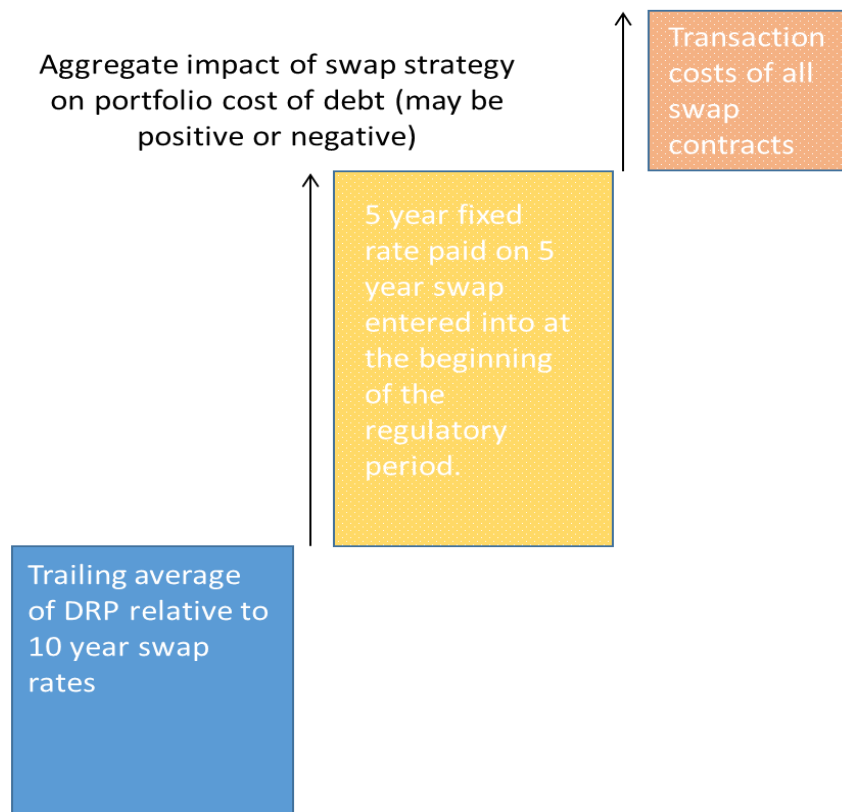 Aggregate impact of swap strategy
on portfolio cost of debt (may be
positive or negative)
Transaction
costs of all
swap
contracts
5 year fixed
rate paid on 5
year swap
entered into at
the beginning
of the
regulatory
period.
Trailing average
of DRP relative to
10 year swap
rates